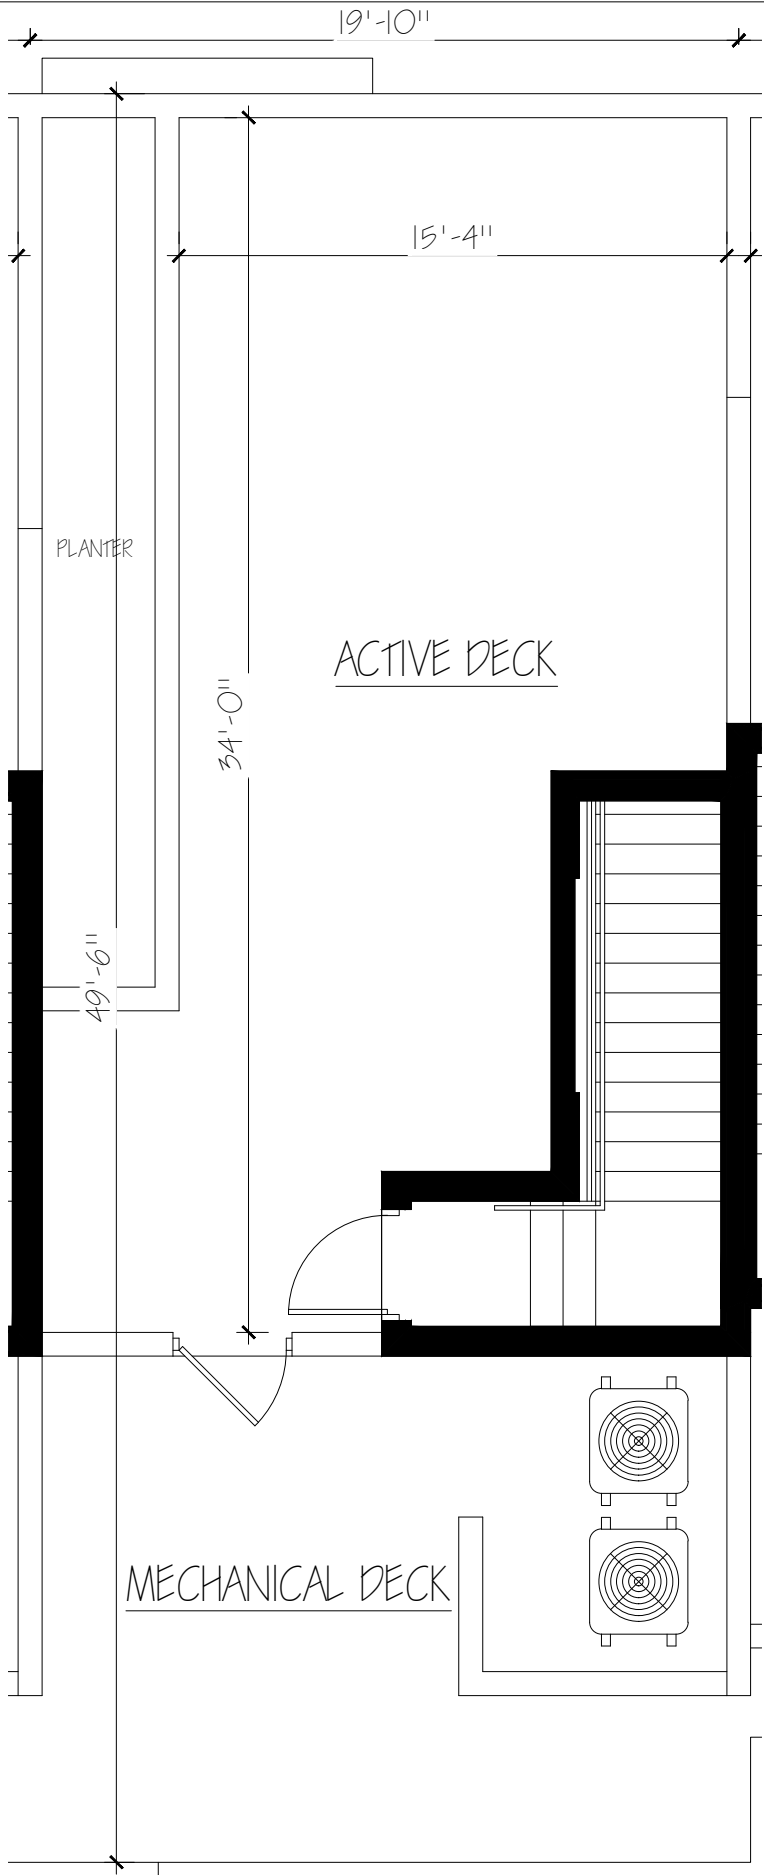 19'-10"
15'-4"
PLANTER
ACTIVE DECK
34'-0"
49'-6"
MECHANICAL DECK